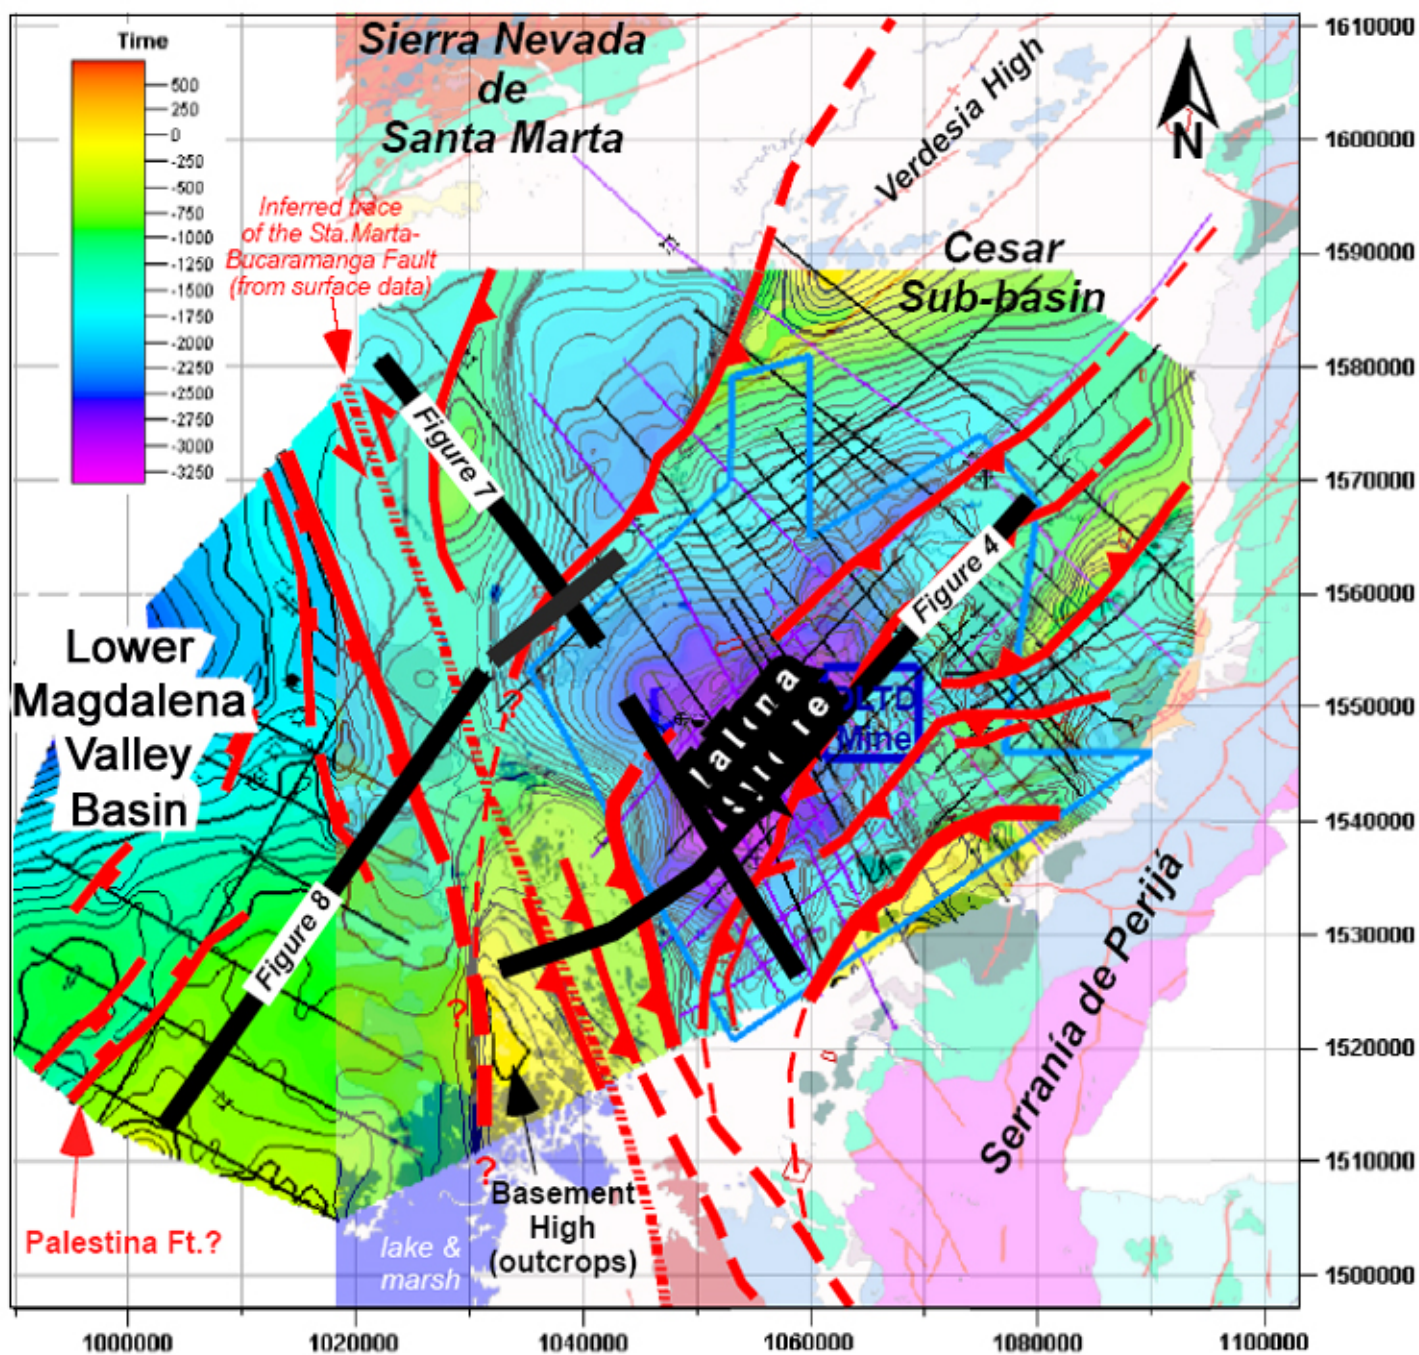 Time
500
250
0
-250
-500
-750
-1000
-1250
-1500
-1750
-2000
-2250
-2500
-2750
-3000
-3250
Sierra Nevada
de
Santa Marta
Verdesia High
N
Cesar
Sub-basin
Inferred trace
of the Sta.Marta-
Bucaramanga Fault
(from surface data)
Figure 7
Figure 4
Figure 8
Lower
Magdalena
Valley
Basin
Mine
?
?
?
Serranía de Perijá
Basement
High
(outcrops)
lake &
marsh
Palestina Ft.?
1610000
1600000
1590000
1580000
1570000
1560000
1550000
1540000
1530000
1520000
1510000
1500000
1000000
1020000
1040000
1060000
1080000
1100000